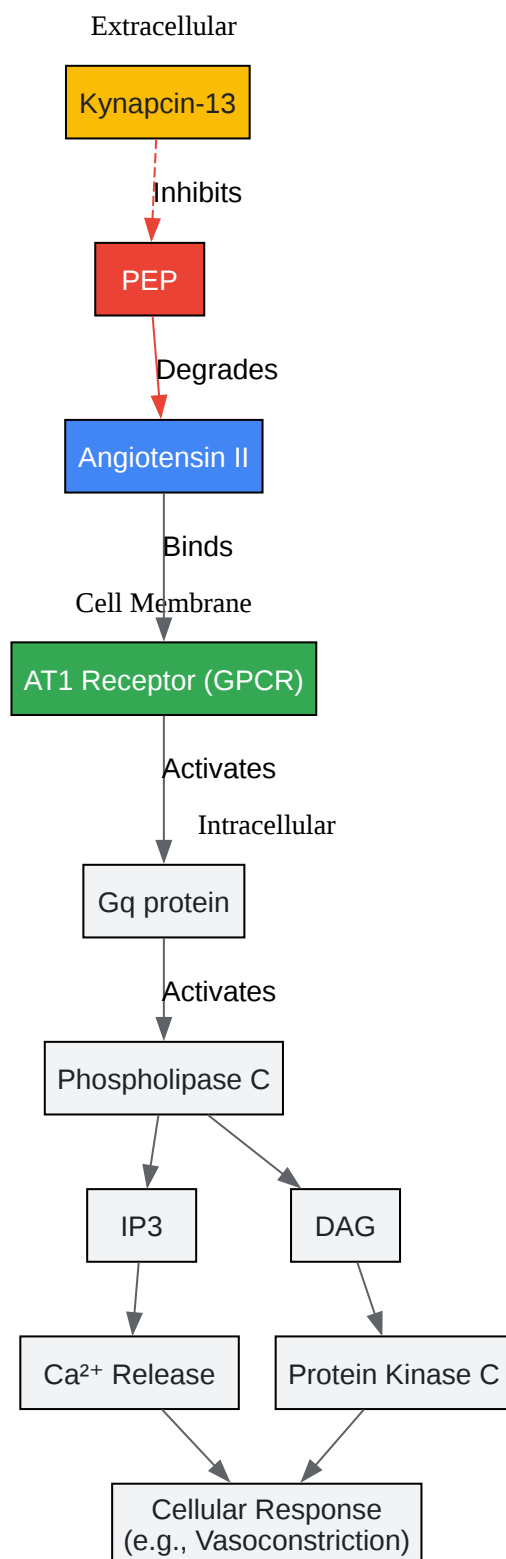 Extracellular
Kynapcin-13
Inhibits
PEP
Degrades
Angiotensin II
Binds
Cell Membrane
AT1 Receptor (GPCR)
Activates
Intracellular
Gq protein
Activates
Phospholipase C
IP3
DAG
Ca²⁺ Release
Protein Kinase C
Cellular Response
(e.g., Vasoconstriction)